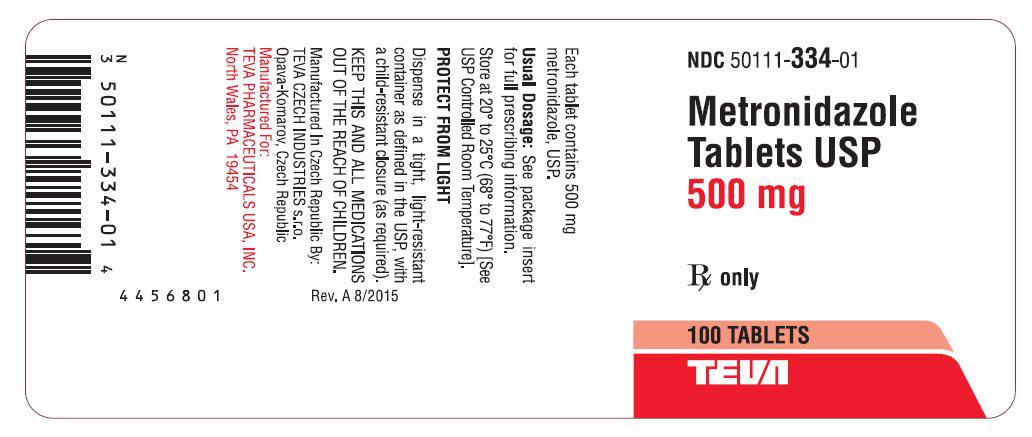 NDC 50111-334-01
Metronidazole
Tablets USP
500 mg
Rx only
100 TABLETS
TEVA
Each tablet contains 500 mg
metronidazole, USP.
Usual Dosage: See package insert
for full prescribing information.
Store at 20° to 25°C (68° to 77°F) [See
USP Controlled Room Temperature].
PROTECT FROM LIGHT
Dispense in a tight, light-resistant
container as defined in the USP, with
a child-resistant closure (as required).
KEEP THIS AND ALL MEDICATIONS
OUT OF THE REACH OF CHILDREN.
Manufactured In Czech Republic By:
TEVA CZECH INDUSTRIES s.r.o.
Opava-Komarov, Czech Republic
Manufactured For:
TEVA PHARMACEUTICALS USA, INC.
North Wales, PA 19454
Rev. A 8/2015
N
3 50111-334-01 4
4456801